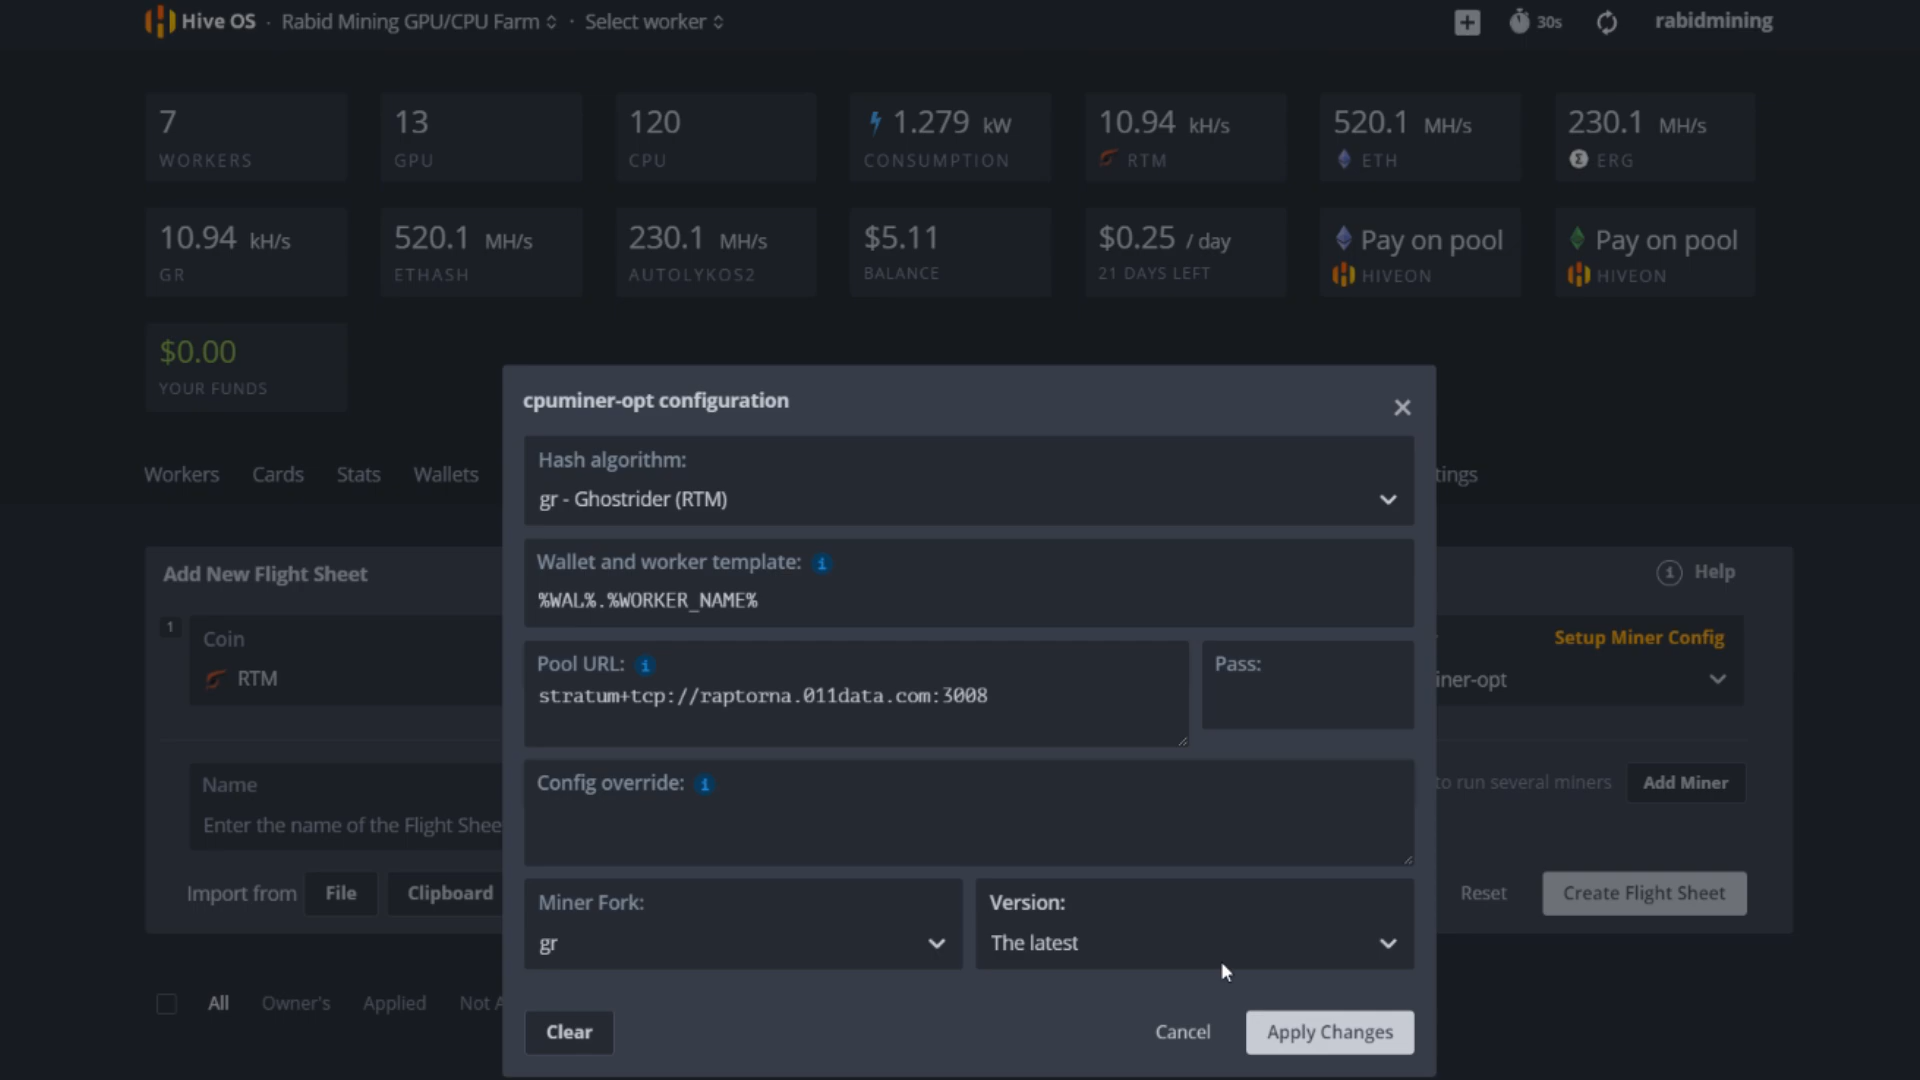 Hive OS · Rabid Mining GPU/CPU Farm · Select worker 30s rabidmining
7 13 120 1.279 kW 10.94 kH/s 520.1 MH/s 230.1 MH/s
WORKERS GPU CPU CONSUMPTION RTM ETH ERG
10.94 kH/s 520.1 MH/s 230.1 MH/s $5.11 $0.25 / day Pay on pool Pay on pool
GR ETHASH AUTOLYKOS2 BALANCE 21 DAYS LEFT HIVEON HIVEON
$0.00
YOUR FUNDS
cpuminer-opt configuration
Hash algorithm:
gr - Ghostrider (RTM)
Wallet and worker template:
%WAL%.%WORKER_NAME%
Pool URL:
stratum+tcp://raptorna.011data.com:3008
Pass:
Config override:
Miner Fork:
gr
Version:
The latest
Clear Cancel Apply Changes
Workers Cards Stats Wallets tings
Add New Flight Sheet Help
1 Coin Setup Miner Config
RTM iner-opt
Name
Enter the name of the Flight Shee to run several miners Add Miner
Import from File Clipboard Reset Create Flight Sheet
All Owner's Applied Not A